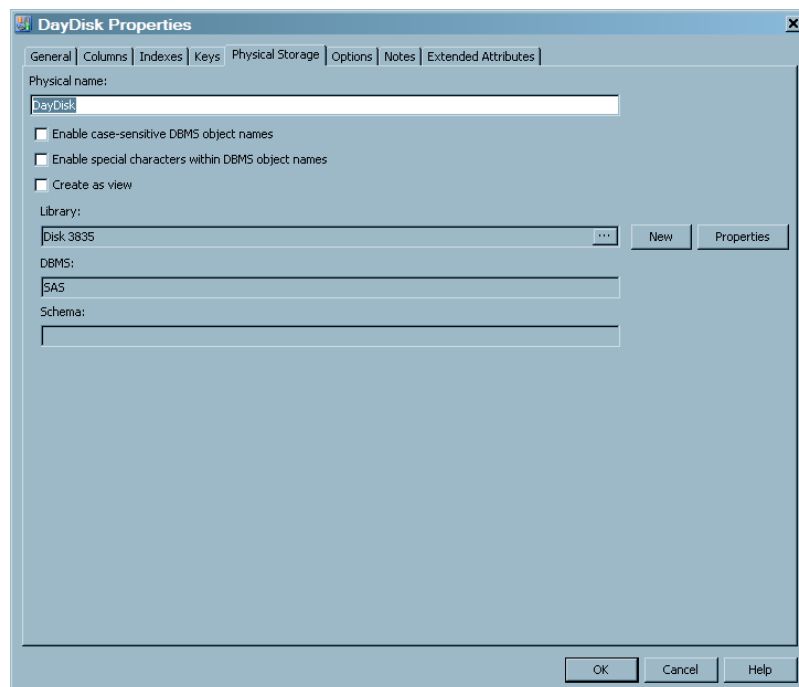 DayDisk Properties
General Columns Indexes Keys Physical Storage Options Notes Extended Attributes
Physical name:
DayDisk
Enable case-sensitive DBMS object names
Enable special characters within DBMS object names
Create as view
Library:
Disk 3835 ... New Properties
DBMS:
SAS
Schema:
OK Cancel Help